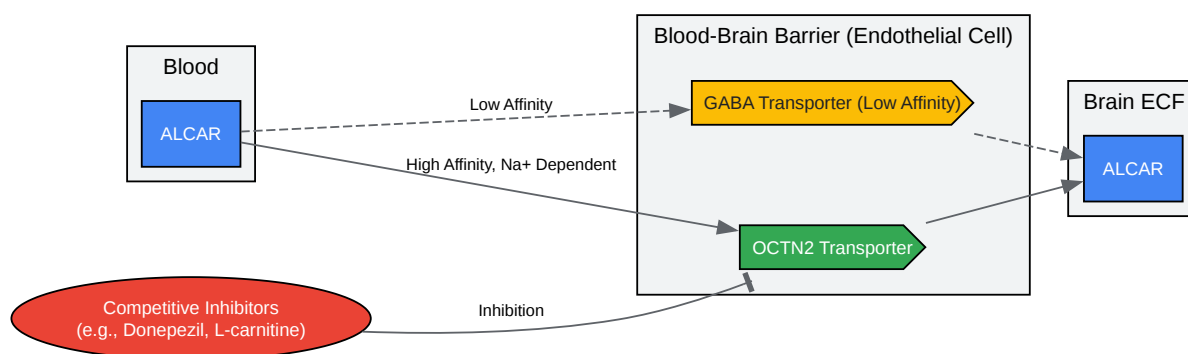 Blood-Brain Barrier (Endothelial Cell)
Blood
GABA Transporter (Low Affinity)
Brain ECF
Low Affinity
ALCAR
High Affinity, Na+ Dependent
ALCAR
OCTN2 Transporter
Competitive Inhibitors
(e.g., Donepezil, L-carnitine)
Inhibition